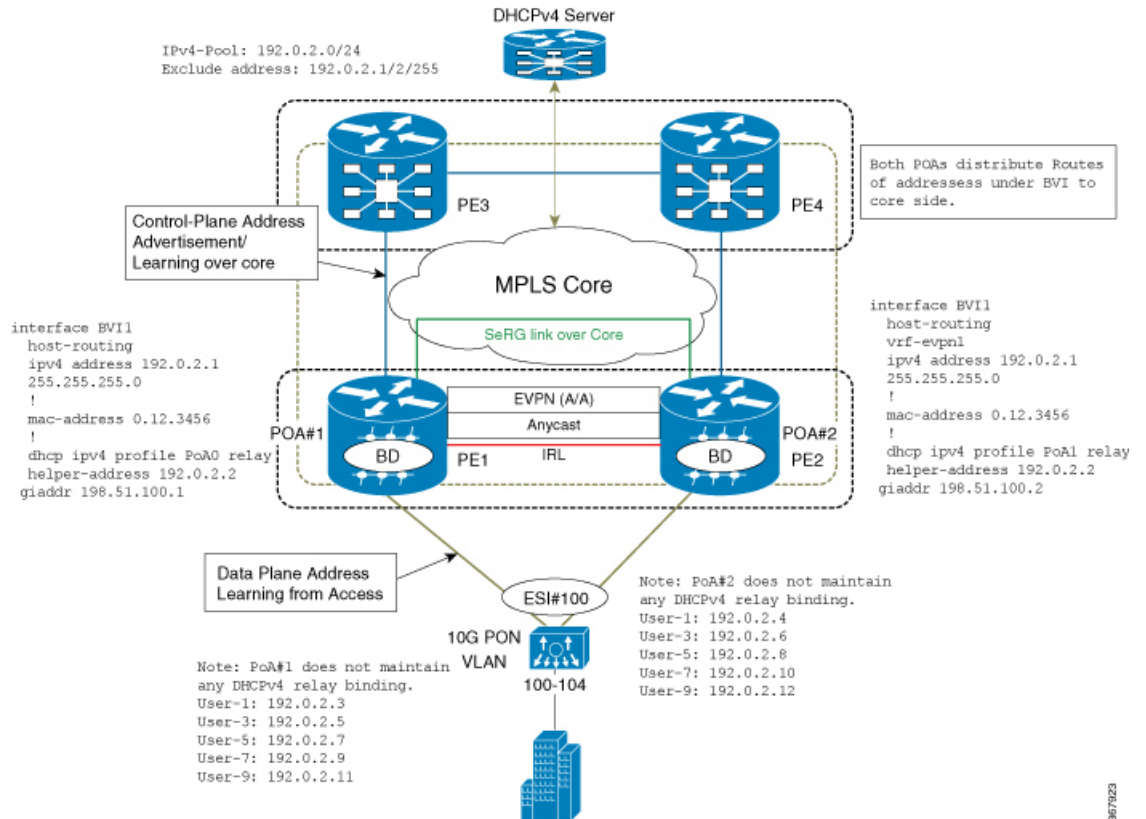 DHCPv4 Server
IPv4-Pool: 192.0.2.0/24
Exclude address: 192.0.2.1/2/255
PE3
PE4
Both POAs distribute Routes
of addressess under BVI to
core side.
Control-Plane Address
Advertisement/
Learning over core
MPLS Core
SeRG link over Core
interface BVI1
host-routing
ipv4 address 192.0.2.1
255.255.255.0
!
mac-address 0.12.3456
!
dhcp ipv4 profile PoA0 relay
helper-address 192.0.2.2
giaddr 198.51.100.1
interface BVI1
host-routing
vrf-evpn1
ipv4 address 192.0.2.1
255.255.255.0
!
mac-address 0.12.3456
!
dhcp ipv4 profile PoA1 relay
helper-address 192.0.2.2
giaddr 198.51.100.2
POA#1
BD
PE1
EVPN (A/A)
Anycast
IRL
POA#2
BD
PE2
Data Plane Address
Learning from Access
ESI#100
10G PON
VLAN
100-104
Note: PoA#1 does not maintain
any DHCPv4 relay binding.
User-1: 192.0.2.3
User-3: 192.0.2.5
User-5: 192.0.2.7
User-7: 192.0.2.9
User-9: 192.0.2.11
Note: PoA#2 does not maintain
any DHCPv4 relay binding.
User-1: 192.0.2.4
User-3: 192.0.2.6
User-5: 192.0.2.8
User-7: 192.0.2.10
User-9: 192.0.2.12
367923